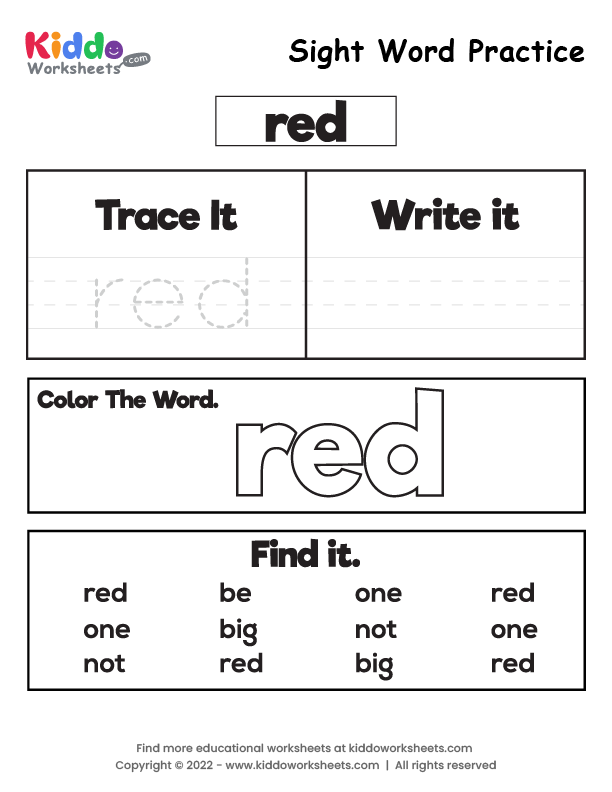 Kiddo
Worksheets .com
Sight Word Practice
red
Trace It
Write it
red
Color The Word.
red
Find it.
red be one red
one big not one
not red big red
Find more educational worksheets at kiddoworksheets.com
Copyright © 2022 - www.kiddoworksheets.com | All rights reserved